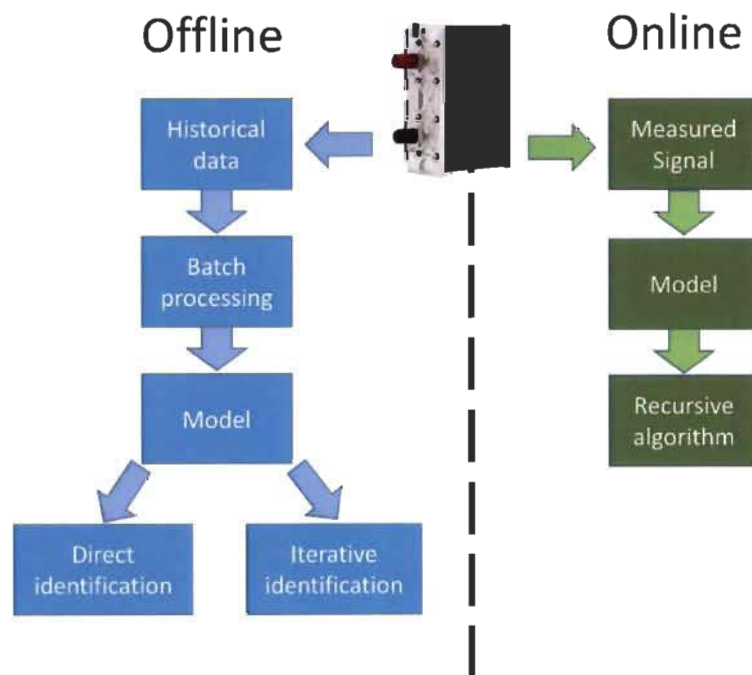 Offline
Online
Historical
data
Batch
processing
Model
Direct
identification
Iterative
identification
Measured
Signal
Model
Recursive
algorithm